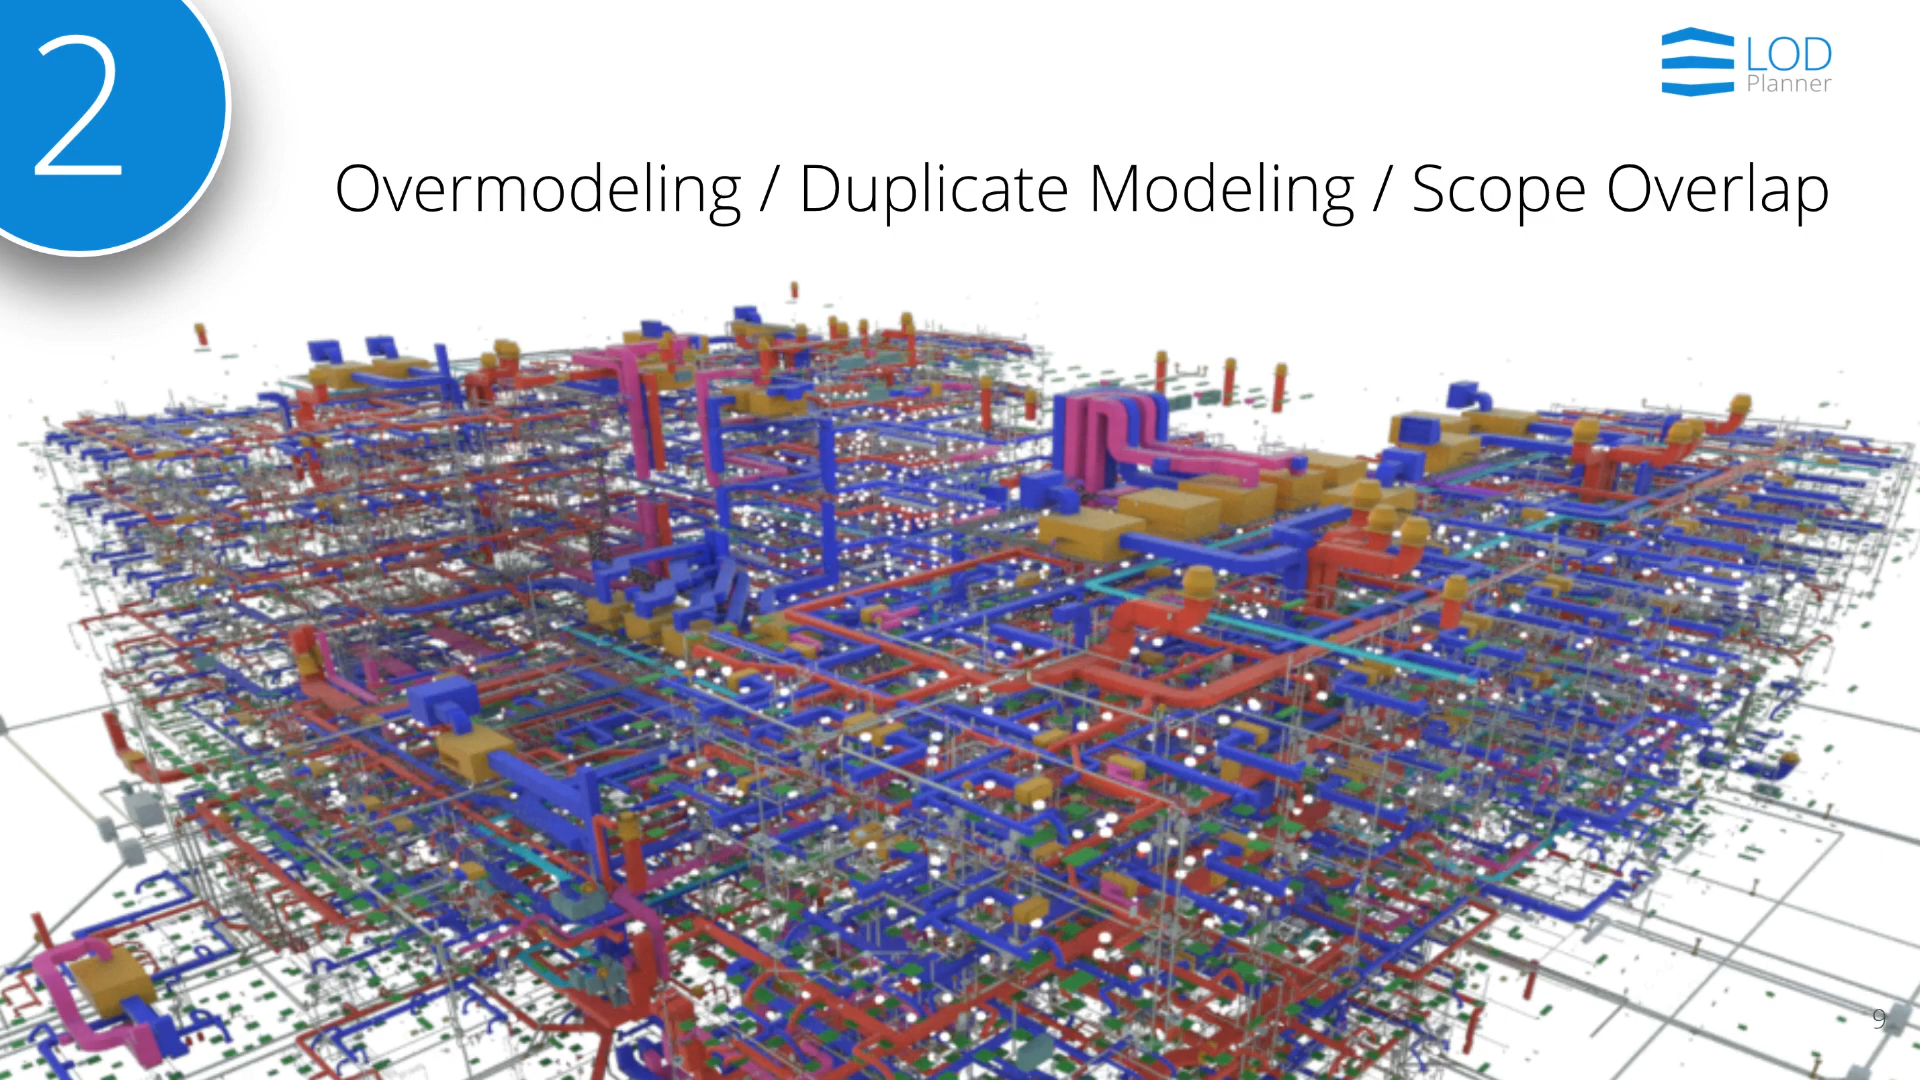 2
LOD
Planner
Overmodeling / Duplicate Modeling / Scope Overlap
9